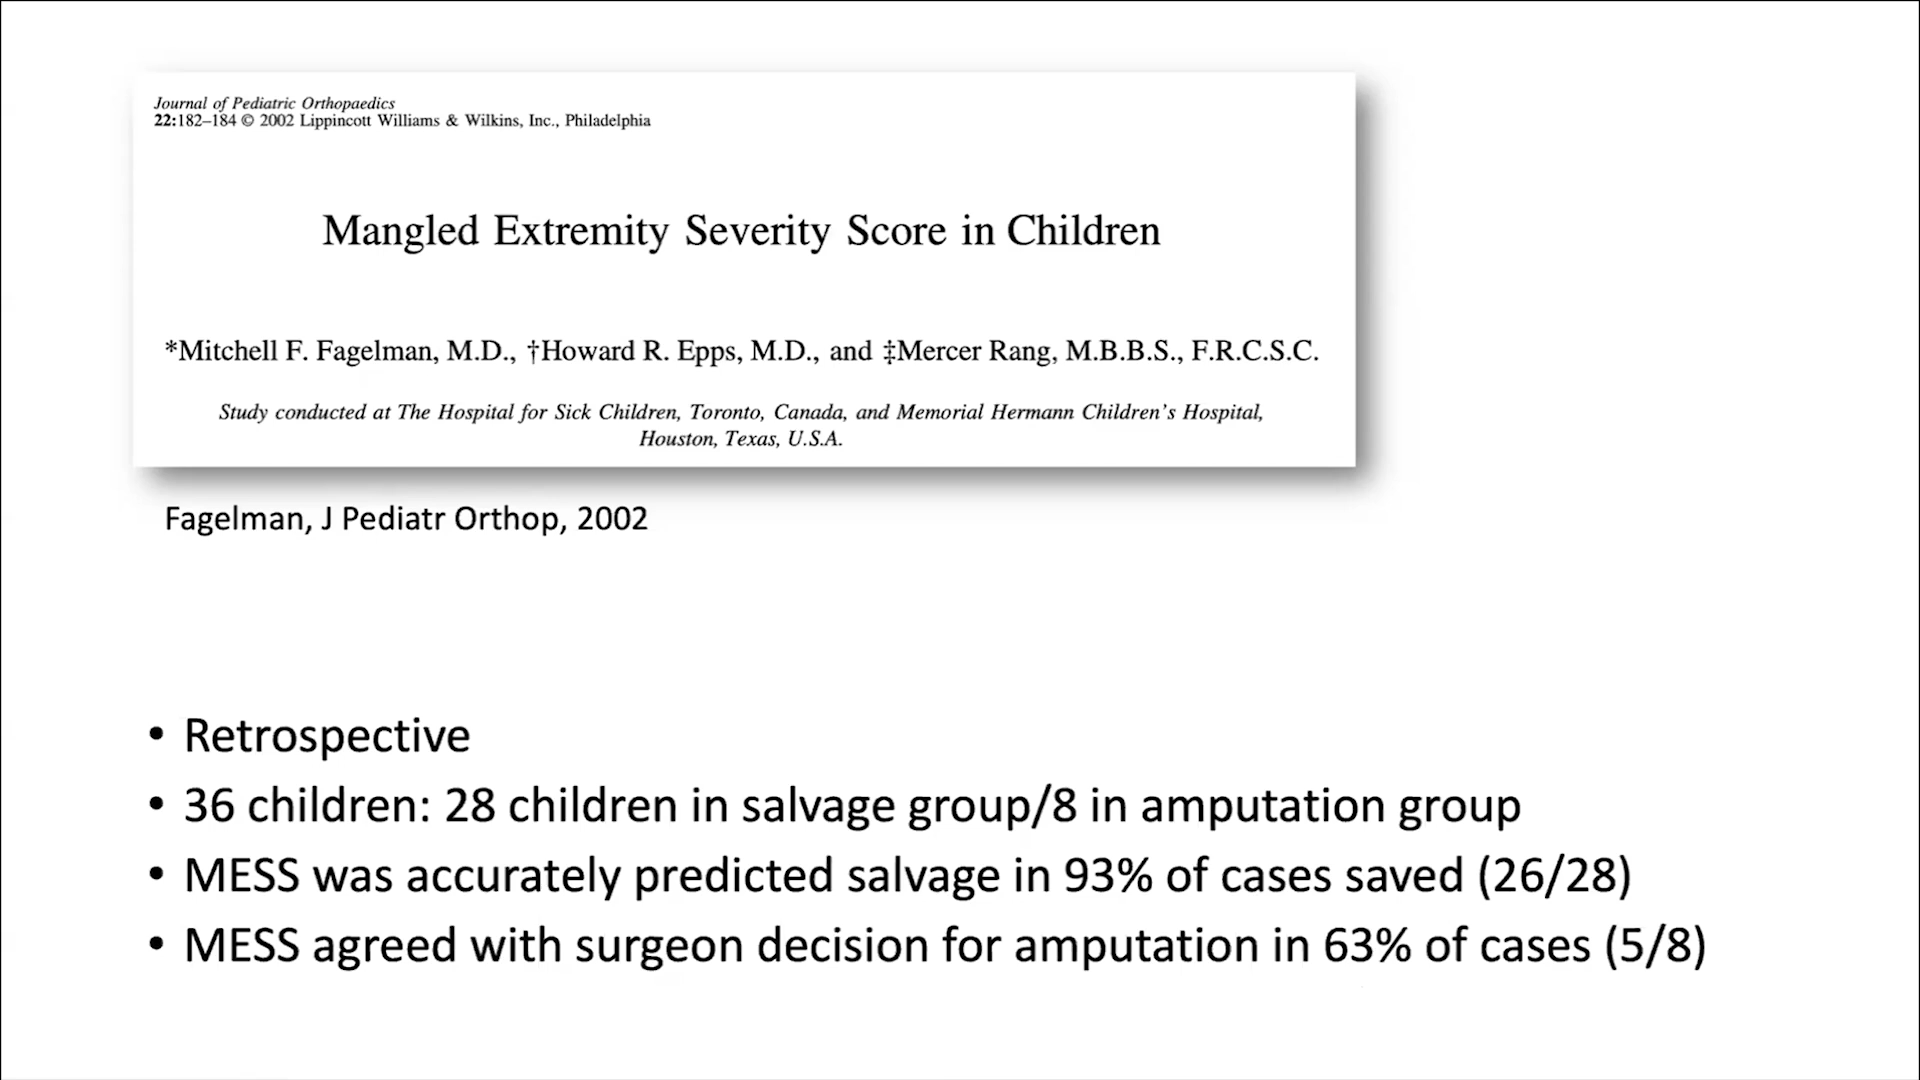 Journal of Pediatric Orthopaedics
22:182–184 © 2002 Lippincott Williams & Wilkins, Inc., Philadelphia
Mangled Extremity Severity Score in Children
*Mitchell F. Fagelman, M.D., †Howard R. Epps, M.D., and ‡Mercer Rang, M.B.B.S., F.R.C.S.C.
Study conducted at The Hospital for Sick Children, Toronto, Canada, and Memorial Hermann Children's Hospital,
Houston, Texas, U.S.A.
Fagelman, J Pediatr Orthop, 2002
• Retrospective
• 36 children: 28 children in salvage group/8 in amputation group
• MESS was accurately predicted salvage in 93% of cases saved (26/28)
• MESS agreed with surgeon decision for amputation in 63% of cases (5/8)